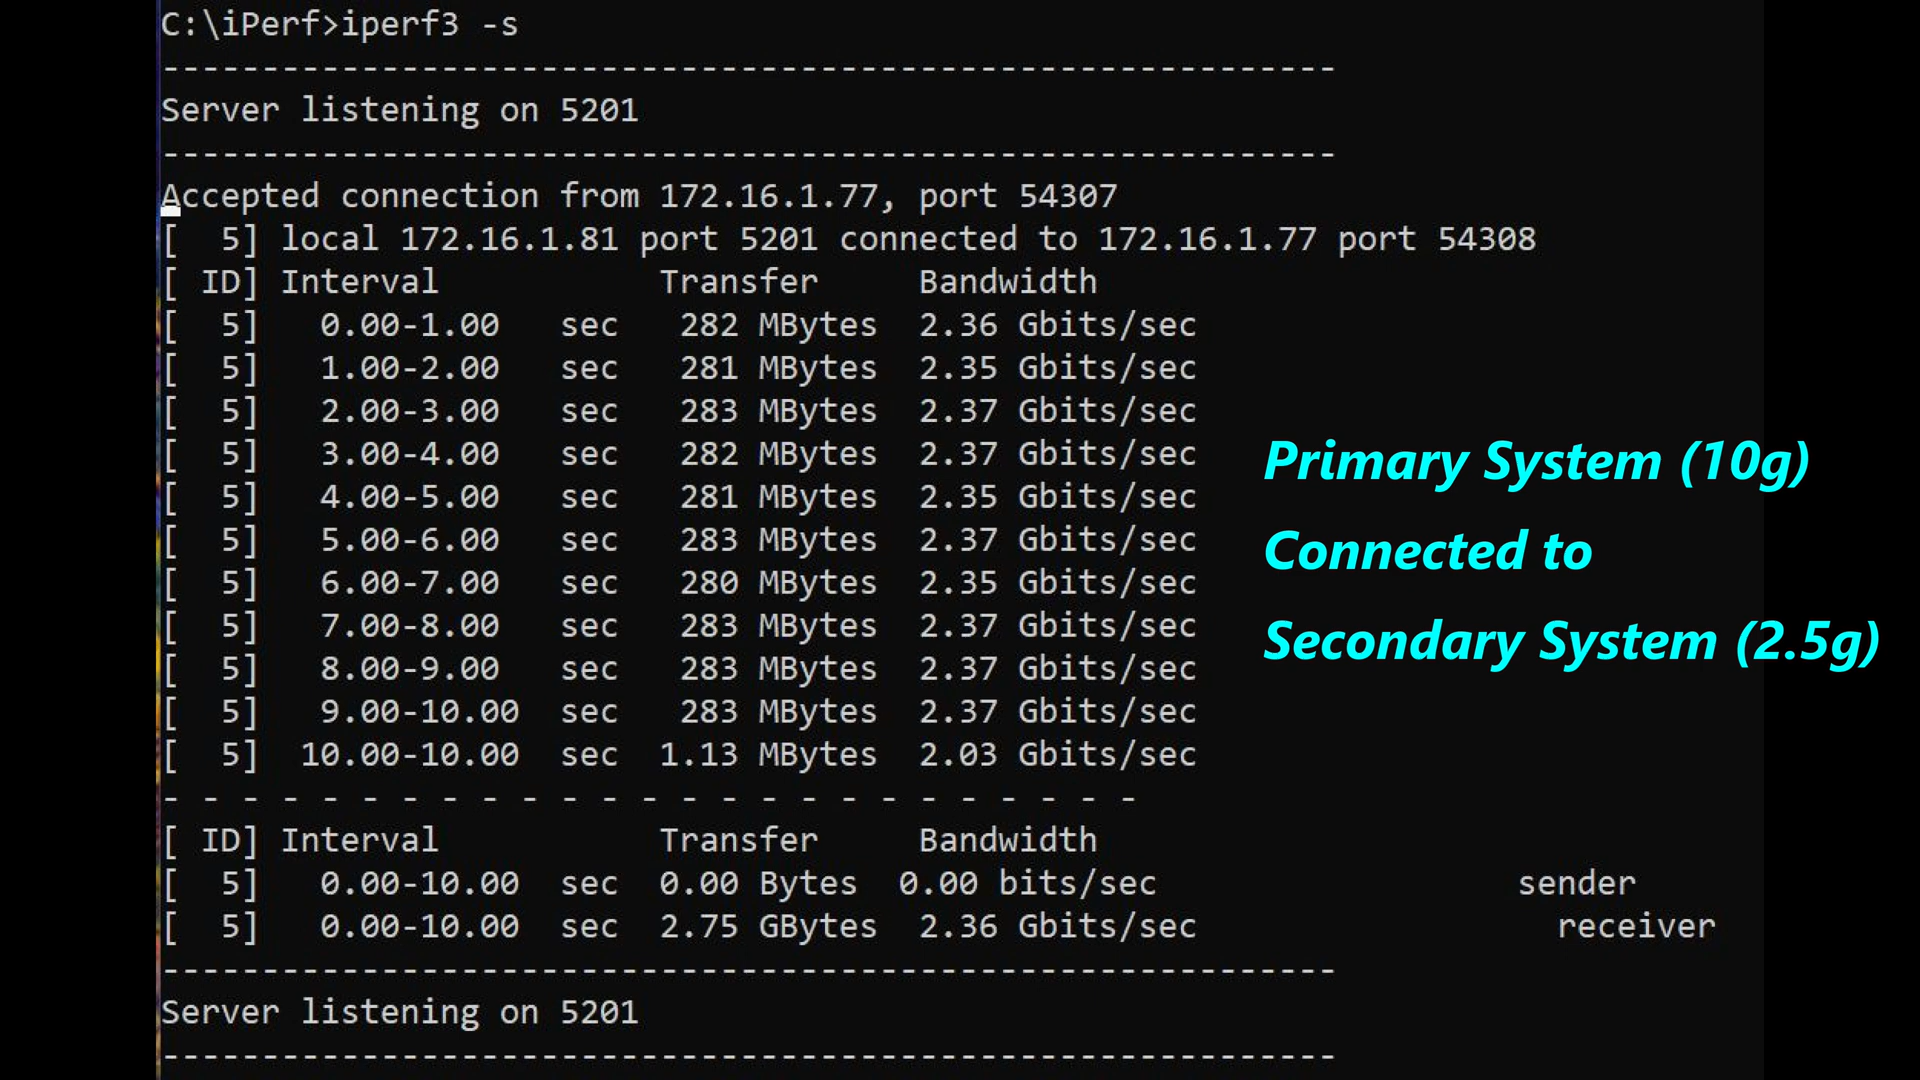 C:\iPerf>iperf3 -s
-----------------------------------------------------------
Server listening on 5201
-----------------------------------------------------------
Accepted connection from 172.16.1.77, port 54307
[  5] local 172.16.1.81 port 5201 connected to 172.16.1.77 port 54308
[ ID] Interval           Transfer     Bandwidth
[  5]   0.00-1.00   sec   282 MBytes  2.36 Gbits/sec
[  5]   1.00-2.00   sec   281 MBytes  2.35 Gbits/sec
[  5]   2.00-3.00   sec   283 MBytes  2.37 Gbits/sec
[  5]   3.00-4.00   sec   282 MBytes  2.37 Gbits/sec
[  5]   4.00-5.00   sec   281 MBytes  2.35 Gbits/sec
[  5]   5.00-6.00   sec   283 MBytes  2.37 Gbits/sec
[  5]   6.00-7.00   sec   280 MBytes  2.35 Gbits/sec
[  5]   7.00-8.00   sec   283 MBytes  2.37 Gbits/sec
[  5]   8.00-9.00   sec   283 MBytes  2.37 Gbits/sec
[  5]   9.00-10.00  sec   283 MBytes  2.37 Gbits/sec
[  5]  10.00-10.00  sec  1.13 MBytes  2.03 Gbits/sec
- - - - - - - - - - - - - - - - - - - - - - - - -
[ ID] Interval           Transfer     Bandwidth
[  5]   0.00-10.00  sec  0.00 Bytes  0.00 bits/sec                  sender
[  5]   0.00-10.00  sec  2.75 GBytes  2.36 Gbits/sec                  receiver
-----------------------------------------------------------
Server listening on 5201
-----------------------------------------------------------
Primary System (10g)
Connected to
Secondary System (2.5g)